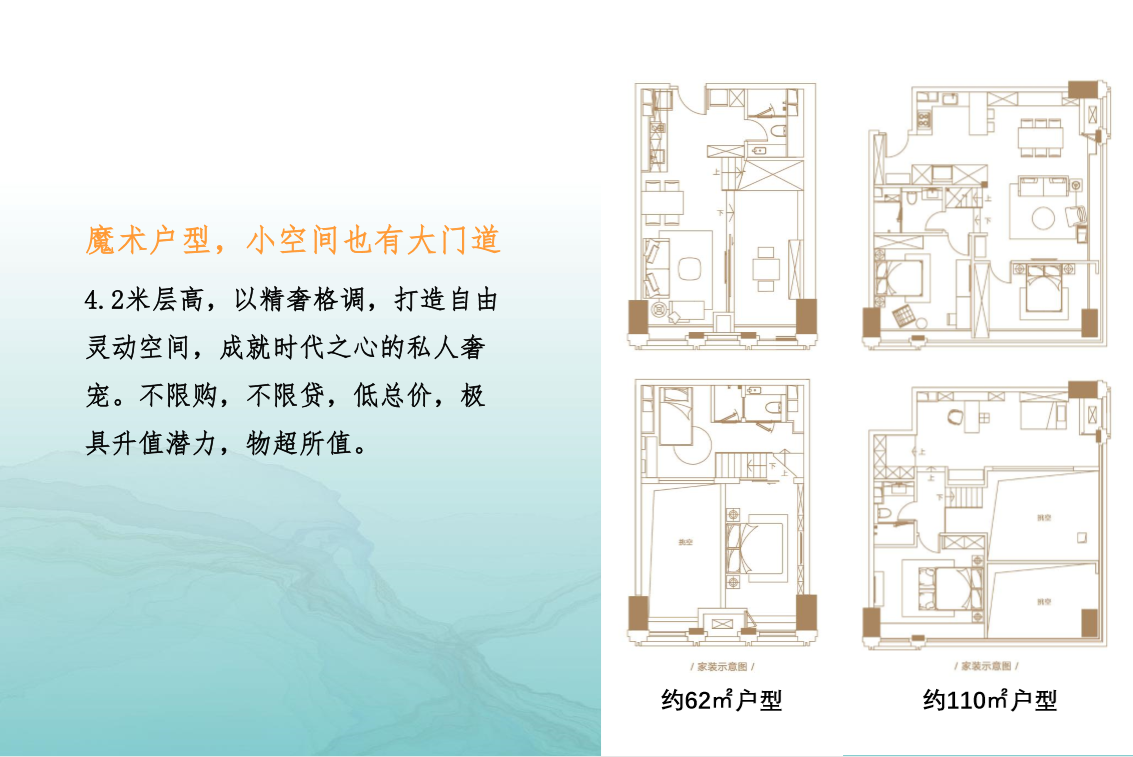 魔术户型，小空间也有大门道
4.2米层高，以精奢格调，打造自由
灵动空间，成就时代之心的私人奢
宠。不限购，不限贷，低总价，极
具升值潜力，物超所值。
上
下
上
下
下
上
挑空
上
上
下
挑空
挑空
/ 家装示意图 /
/ 家装示意图 /
约62㎡户型
约110㎡户型